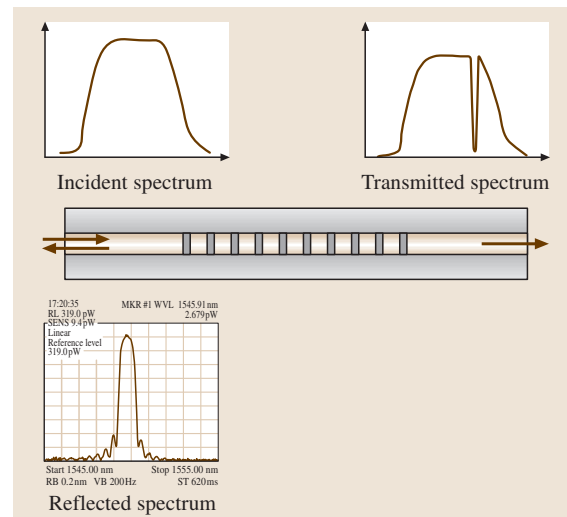 Incident spectrum
Transmitted spectrum
17:20:35 MKR #1 WVL 1545.91 nm
RL 319.0 pW 2.679 pW
SENS 9.4 pW
Linear
Reference level
319.0 pW
Start 1545.00 nm Stop 1555.00 nm
RB 0.2 nm VB 200 Hz ST 620 ms
Reflected spectrum